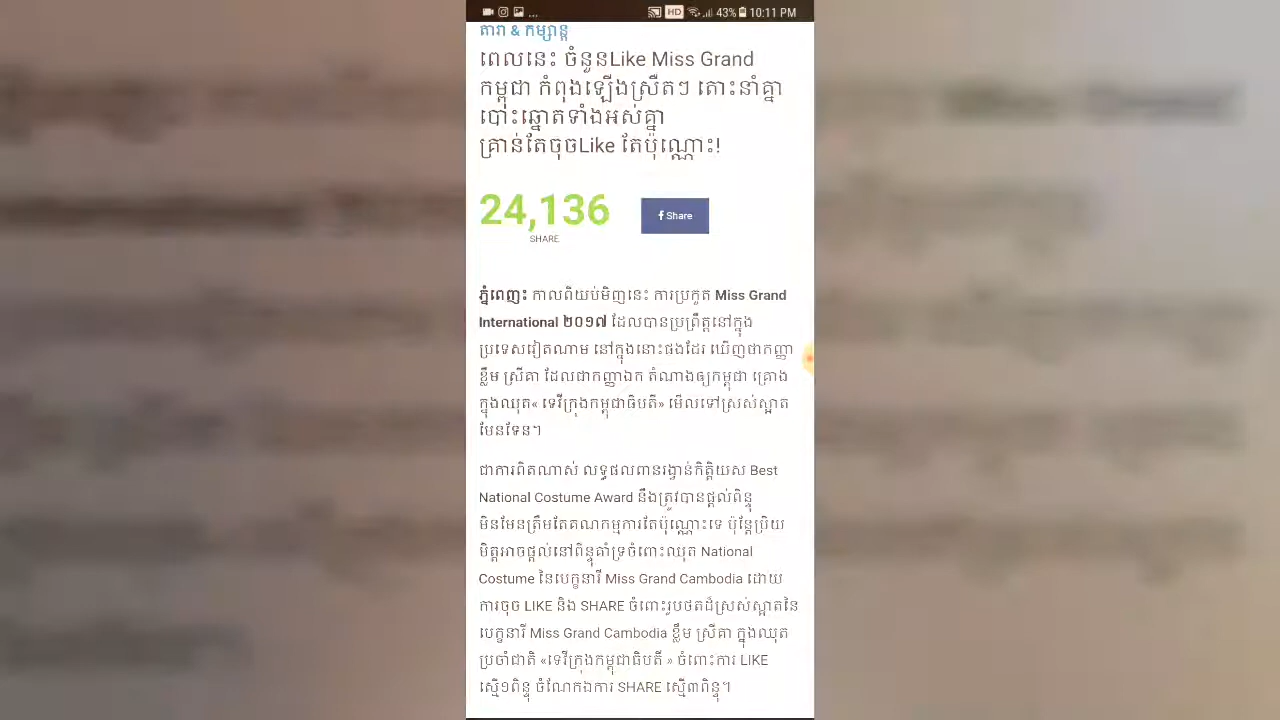 ... HD 43% 10:11 PM
តារា & កម្សាន្ត
ពេលនេះ ចំនួនLike Miss Grand
កម្ពុជា កំពុងឡើងស្រឺតៗ តោះនាំគ្នា
បោះឆ្នោតទាំងអស់គ្នា
គ្រាន់តែចុចLike តែប៉ុណ្ណោះ!
24,136
SHARE
f Share
ភ្នំពេញ៖ កាលពីយប់មិញនេះ ការប្រកួត Miss Grand
International ២០១៧ ដែលបានប្រព្រឹត្តនៅក្នុង
ប្រទេសវៀតណាម នៅក្នុងនោះផងដែរ ឃើញថាកញ្ញា
ខ្លឹម ស្រីគា ដែលជាកញ្ញាឯក តំណាងឲ្យកម្ពុជា គ្រោង
ក្នុងឈុត« ទេវីក្រុងកម្ពុជាធិបតី» មើលទៅស្រស់ស្អាត
មែនទែន។
ជាការពិតណាស់ លទ្ធផលពានរង្វាន់កិត្តិយស Best
National Costume Award នឹងត្រូវបានផ្តល់ពិន្ទុ
មិនមែនត្រឹមតែគណកម្មការតែប៉ុណ្ណោះទេ ប៉ុន្តែប្រិយ
មិត្តអាចផ្តល់នៅពិន្ទុគាំទ្រចំពោះឈុត National
Costume នៃបេក្ខនារី Miss Grand Cambodia ដោយ
ការចុច LIKE និង SHARE ចំពោះរូបថតដ៏ស្រស់ស្អាតនៃ
បេក្ខនារី Miss Grand Cambodia ខ្លឹម ស្រីគា ក្នុងឈុត
ប្រចាំជាតិ «ទេវីក្រុងកម្ពុជាធិបតី » ចំពោះការ LIKE
ស្មើ១ពិន្ទុ ចំណែកឯការ SHARE ស្មើ៣ពិន្ទុ។